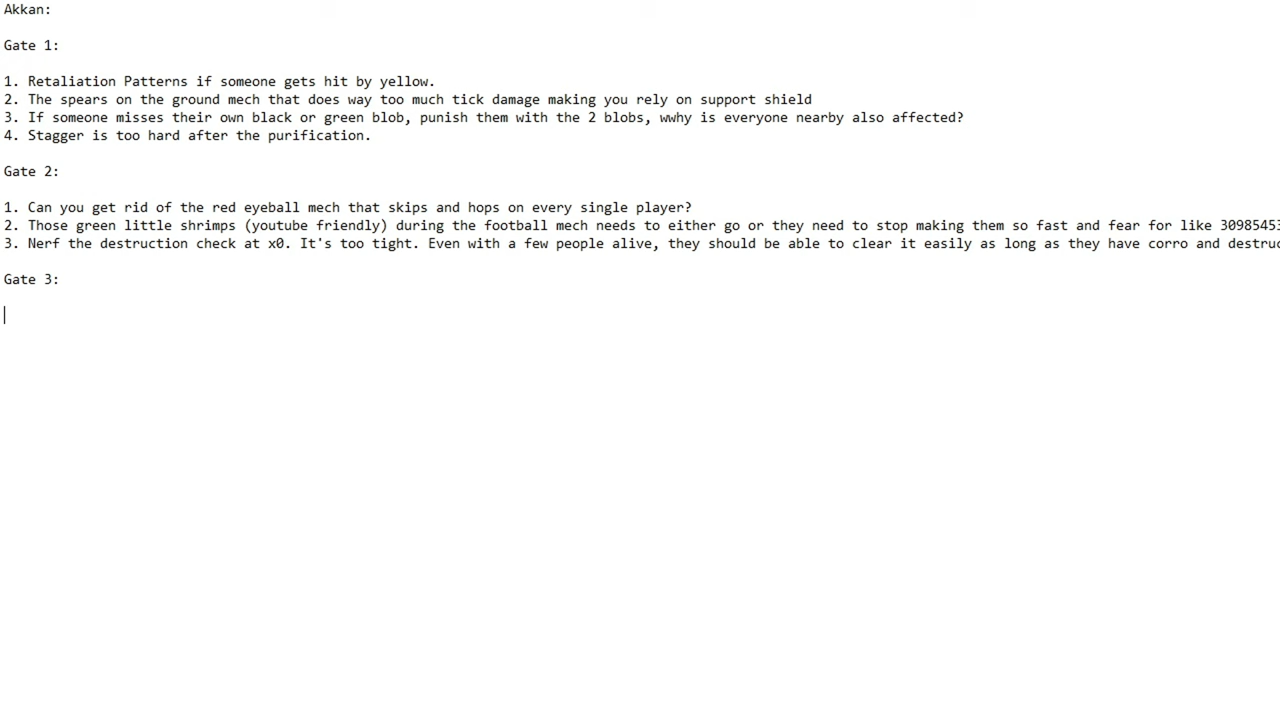 Akkan:
Gate 1:
1. Retaliation Patterns if someone gets hit by yellow.
2. The spears on the ground mech that does way too much tick damage making you rely on support shield
3. If someone misses their own black or green blob, punish them with the 2 blobs, wwhy is everyone nearby also affected?
4. Stagger is too hard after the purification.
Gate 2:
1. Can you get rid of the red eyeball mech that skips and hops on every single player?
2. Those green little shrimps (youtube friendly) during the football mech needs to either go or they need to stop making them so fast and fear for like 3098545
3. Nerf the destruction check at x0. It's too tight. Even with a few people alive, they should be able to clear it easily as long as they have corro and destru
Gate 3: